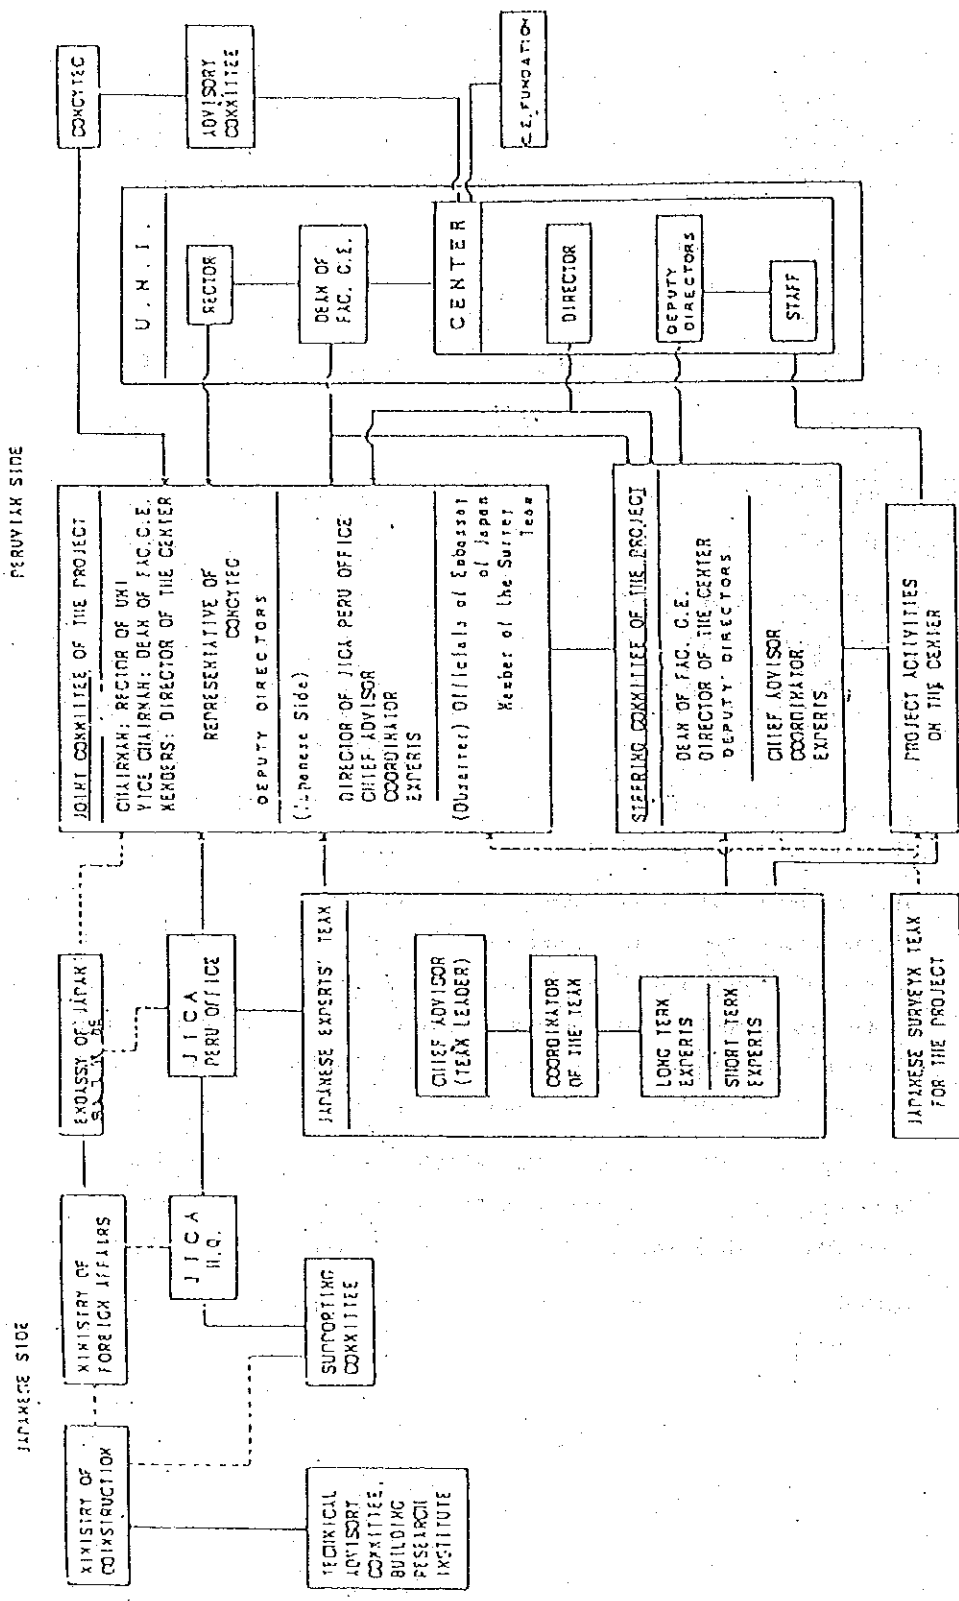 JAPANESE SIDE
PERUVIAN SIDE
MINISTRY OF
CONSTRUCTION
TECHNICAL
ADVISORY
COMMITTEE,
BUILDING
RESEARCH
INSTITUTE
MINISTRY OF
FOREIGN AFFAIRS
JICA
H.Q.
SUPPORTING
COMMITTEE
EMBASSY OF JAPAN
JICA
PERU OFFICE
JAPANESE EXPERTS' TEAM
CHIEF ADVISOR
(TEAM LEADER)
COORDINATOR
OF THE TEAM
LONG TERM
EXPERTS
SHORT TERM
EXPERTS
JAPANESE SURVEYX TEAM
FOR THE PROJECT
JOINT COMMITTEE OF THE PROJECT
CHAIRMAN: RECTOR OF UNI
VICE CHAIRMAN: DEAN OF FAC.C.E.
MEMBERS: DIRECTOR OF THE CENTER
REPRESENTATIVE OF
CONCYTEC
DEPUTY DIRECTORS
(Japanese Side)
DIRECTOR OF JICA PERU OFFICE
CHIEF ADVISOR
COORDINATOR
EXPERTS
(Observer) Officials of Ebassat
of Japan
Member of the Survey
Team
STEERING COMMITTEE OF THE PROJECT
DEAN OF FAC. C.E.
DIRECTOR OF THE CENTER
DEPUTY DIRECTORS
CHIEF ADVISOR
COORDINATOR
EXPERTS
PROJECT ACTIVITIES
ON THE CENTER
U.N.I.
RECTOR
DEAN OF
FAC. C.E.
CENTER
DIRECTOR
DEPUTY
DIRECTORS
STAFF
CONCYTEC
ADVISORY
COMMITTEE
C.E.FUNDATION